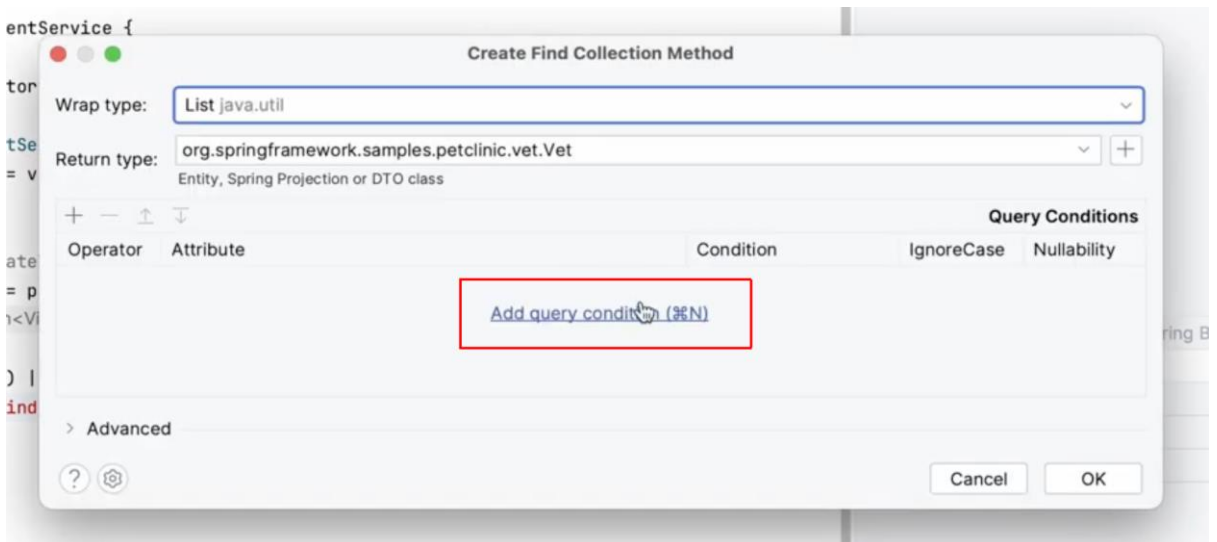 entService {
Create Find Collection Method
tor
Wrap type: List java.util
tSe
Return type: org.springframework.samples.petclinic.vet.Vet
= v
Entity, Spring Projection or DTO class
Query Conditions
Operator Attribute Condition IgnoreCase Nullability
ate
= p
Add query condition (⌘N)
n<Vi
ring B
) |
ind
Advanced
? Cancel OK